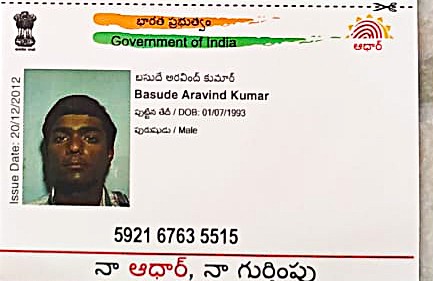 భారత ప్రభుత్వం
Government of India
ఆధార్
Issue Date: 20/12/2012
బసుదే అరవింద్ కుమార్
Basude Aravind Kumar
పుట్టిన తేదీ / DOB: 01/07/1993
పురుషుడు / Male
5921 6763 5515
నా ఆధార్, నా గుర్తింపు